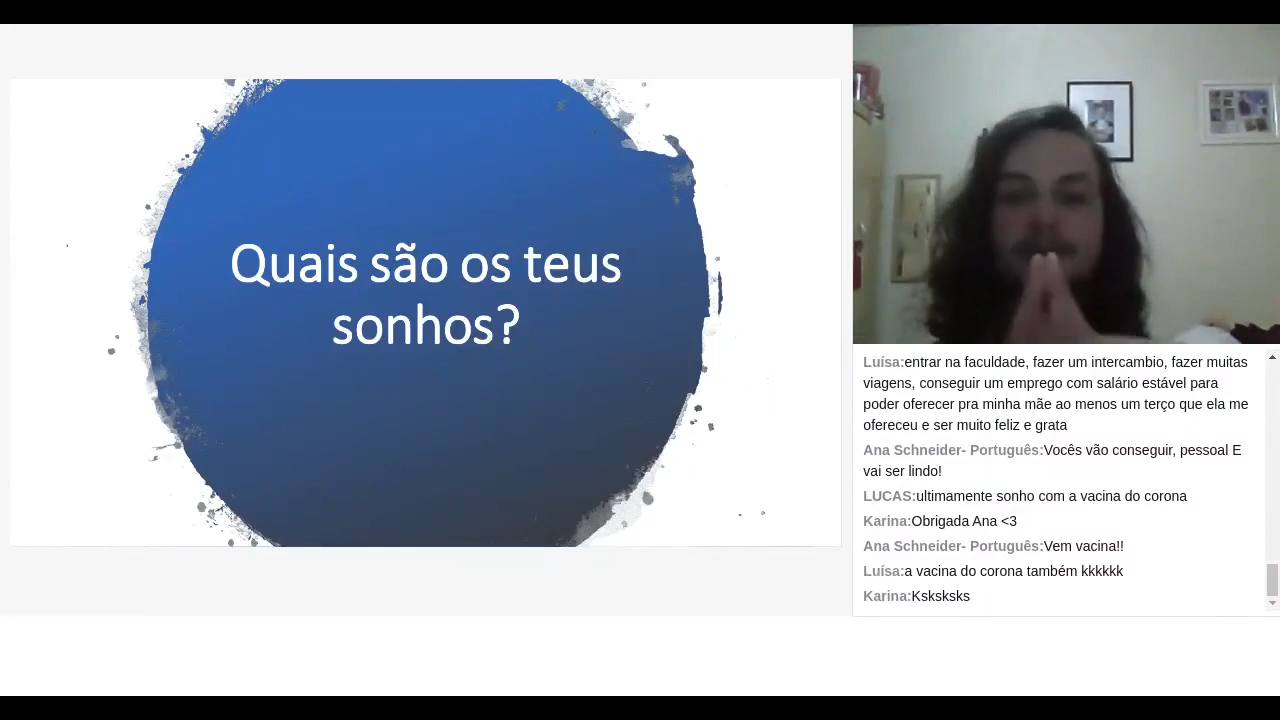 Quais são os teus
sonhos?
Luísa:entrar na faculdade, fazer um intercambio, fazer muitas
viagens, conseguir um emprego com salário estável para
poder oferecer pra minha mãe ao menos um terço que ela me
ofereceu e ser muito feliz e grata
Ana Schneider- Português:Vocês vão conseguir, pessoal E
vai ser lindo!
LUCAS:ultimamente sonho com a vacina do corona
Karina:Obrigada Ana <3
Ana Schneider- Português:Vem vacina!!
Luísa:a vacina do corona também kkkkkk
Karina:Ksksksks